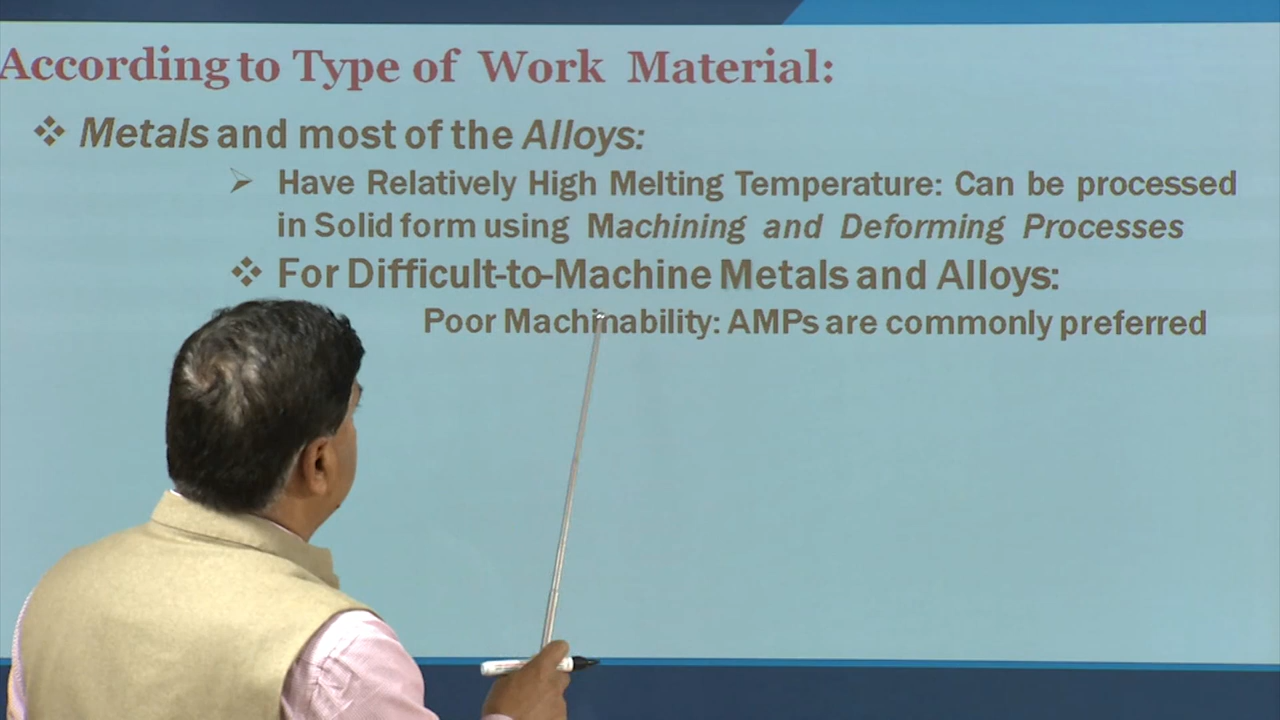 According to Type of Work Material:
❖ Metals and most of the Alloys:
➢ Have Relatively High Melting Temperature: Can be processed
in Solid form using Machining and Deforming Processes
❖ For Difficult-to-Machine Metals and Alloys:
Poor Machinability: AMPs are commonly preferred